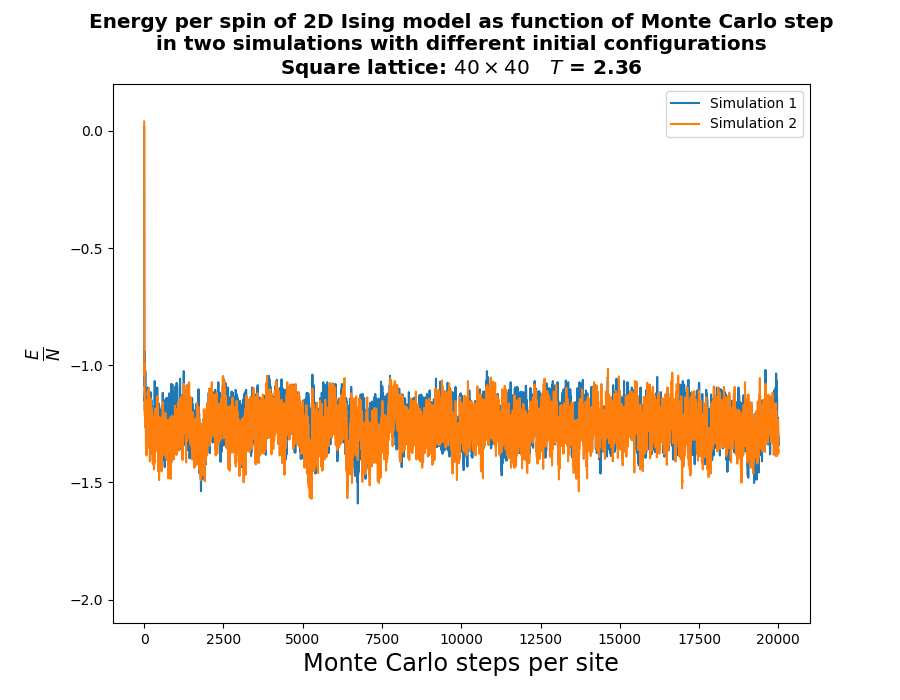 Energy per spin of 2D Ising model as function of Monte Carlo step
in two simulations with different initial configurations
Square lattice: 40 × 40 T = 2.36
Simulation 1
Simulation 2
0.0
−0.5
−1.0
−1.5
−2.0
E
N
0 2500 5000 7500 10000 12500 15000 17500 20000
Monte Carlo steps per site